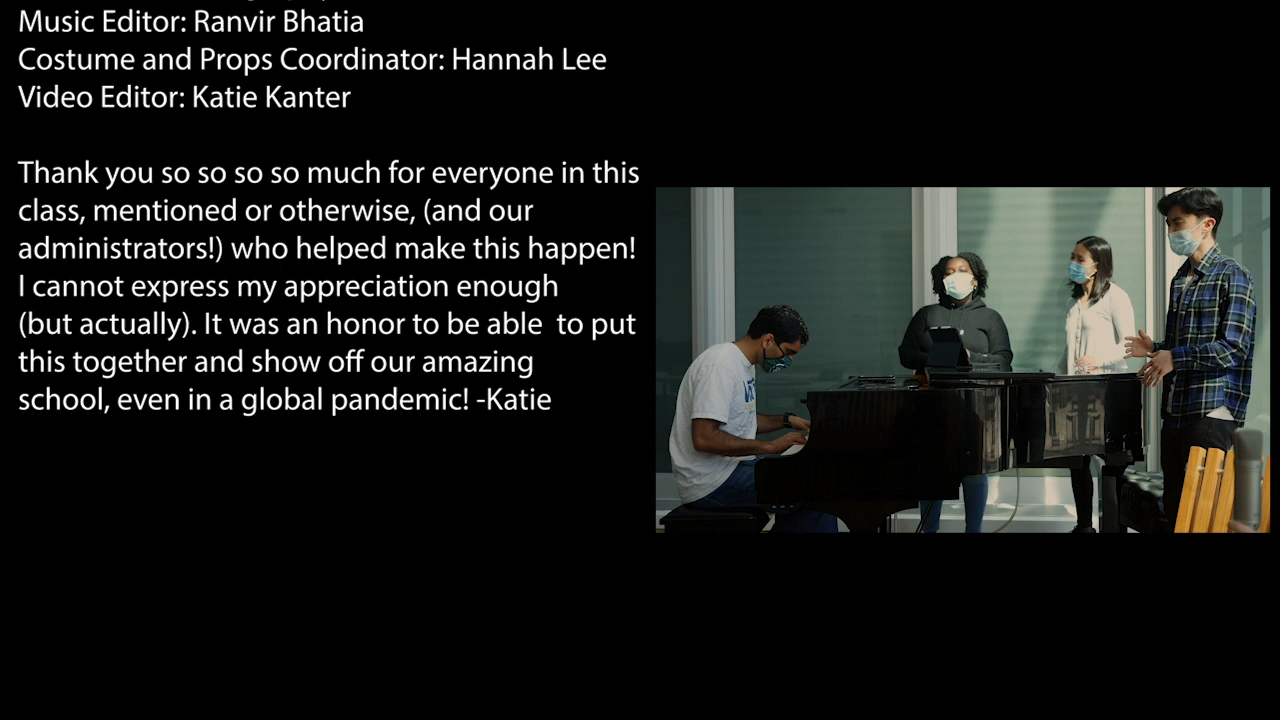 Music Editor: Ranvir Bhatia
Costume and Props Coordinator: Hannah Lee
Video Editor: Katie Kanter
Thank you so so so so much for everyone in this
class, mentioned or otherwise, (and our
administrators!) who helped make this happen!
I cannot express my appreciation enough
(but actually). It was an honor to be able  to put
this together and show off our amazing
school, even in a global pandemic! -Katie